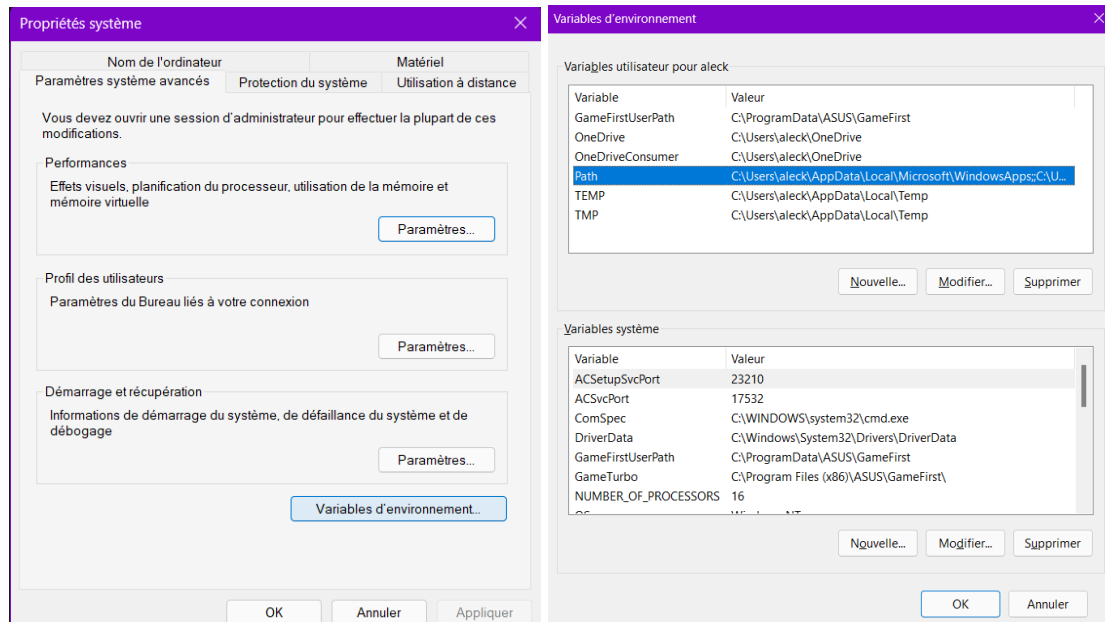 Propriétés système
Nom de l'ordinateur
Matériel
Paramètres système avancés
Protection du système
Utilisation à distance
Vous devez ouvrir une session d'administrateur pour effectuer la plupart de ces
modifications.
Performances
Effets visuels, planification du processeur, utilisation de la mémoire et
mémoire virtuelle
Paramètres...
Profil des utilisateurs
Paramètres du Bureau liés à votre connexion
Paramètres...
Démarrage et récupération
Informations de démarrage du système, de défaillance du système et de
débogage
Paramètres...
Variables d'environnement...
OK
Annuler
Appliquer
Variables d'environnement
Variables utilisateur pour aleck
Variable Valeur
GameFirstUserPath C:\ProgramData\ASUS\GameFirst
OneDrive C:\Users\aleck\OneDrive
OneDriveConsumer C:\Users\aleck\OneDrive
Path C:\Users\aleck\AppData\Local\Microsoft\WindowsApps;;C:\U...
TEMP C:\Users\aleck\AppData\Local\Temp
TMP C:\Users\aleck\AppData\Local\Temp
Nouvelle...
Modifier...
Supprimer
Variables système
Variable Valeur
ACSetupSvcPort 23210
ACSvcPort 17532
ComSpec C:\WINDOWS\system32\cmd.exe
DriverData C:\Windows\System32\Drivers\DriverData
GameFirstUserPath C:\ProgramData\ASUS\GameFirst
GameTurbo C:\Program Files (x86)\ASUS\GameFirst\
NUMBER_OF_PROCESSORS 16
Nouvelle...
Modifier...
Supprimer
OK
Annuler